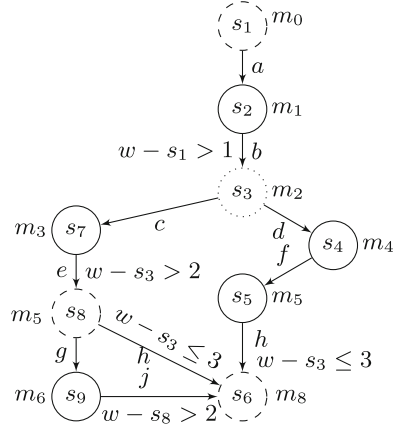 s₁ m₀
a
s₂ m₁
w − s₁ > 1 b
s₃ m₂
c d
m₃ s₇ s₄ m₄
f
e w − s₃ > 2
s₅ m₅
m₅ s₈
w − s₃ ≤ 3
g h h
w − s₃ ≤ 3
j
m₆ s₉ s₆ m₈
w − s₈ > 2